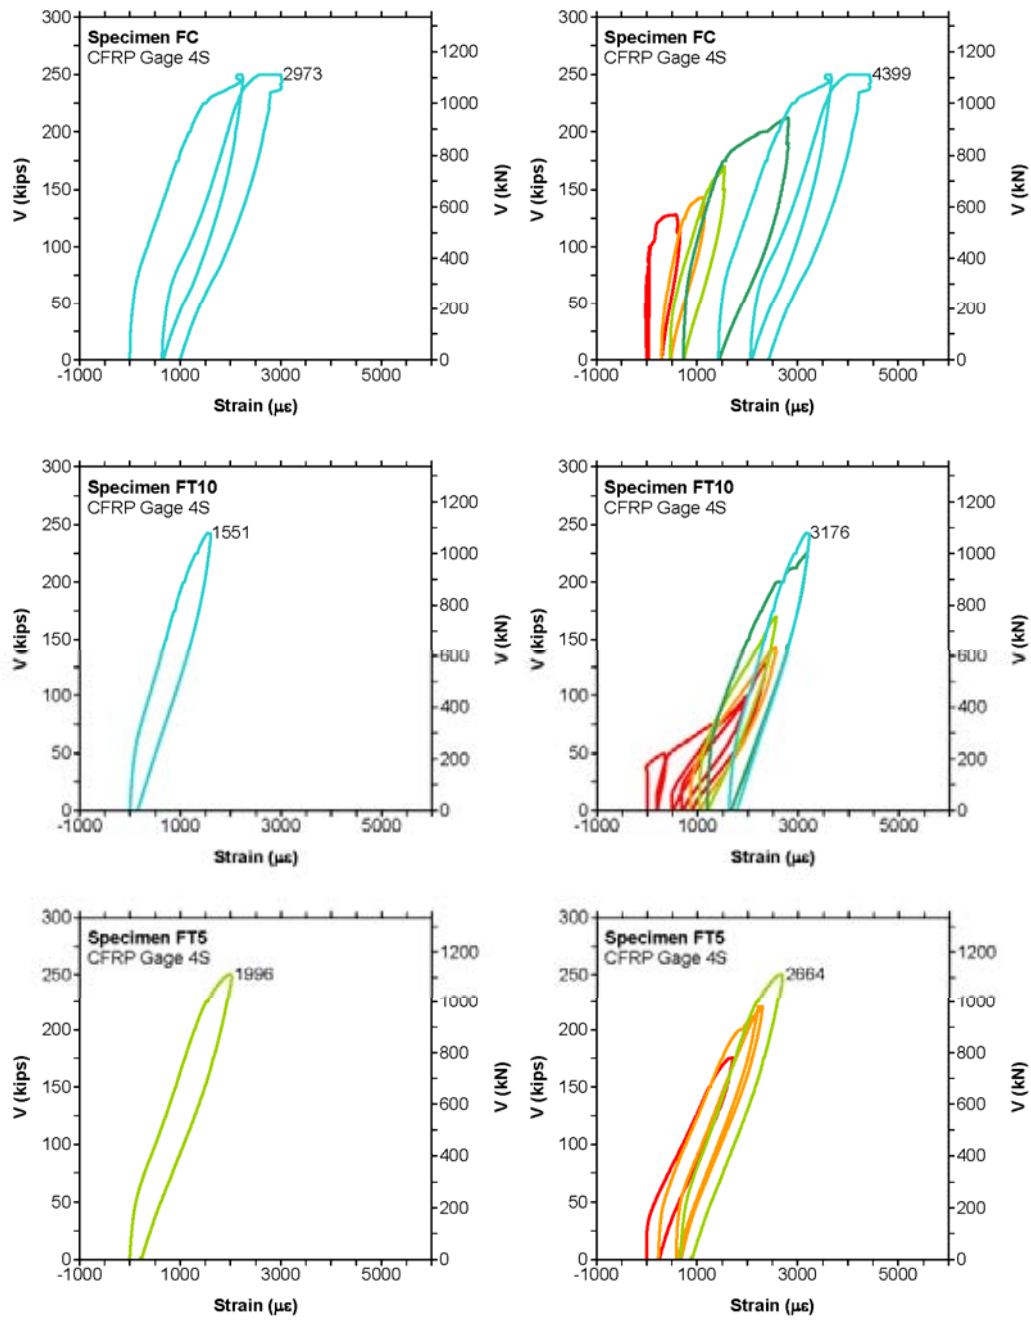 Specimen FC
CFRP Gage 4S
2973
300
250
200
150
100
50
0
V (kips)
1200
1000
800
600
400
200
0
V (kN)
-1000 1000 3000 5000
Strain (με)
Specimen FC
CFRP Gage 4S
4399
300
250
200
150
100
50
0
V (kips)
1200
1000
800
600
400
200
0
V (kN)
-1000 1000 3000 5000
Strain (με)
Specimen FT10
CFRP Gage 4S
1551
300
250
200
150
100
50
0
V (kips)
1200
1000
800
600
400
200
0
V (kN)
-1000 1000 3000 5000
Strain (με)
Specimen FT10
CFRP Gage 4S
3176
300
250
200
150
100
50
0
V (kips)
1200
1000
800
600
400
200
0
V (kN)
-1000 1000 3000 5000
Strain (με)
Specimen FT5
CFRP Gage 4S
1996
300
250
200
150
100
50
0
V (kips)
1200
1000
800
600
400
200
0
V (kN)
-1000 1000 3000 5000
Strain (με)
Specimen FT5
CFRP Gage 4S
2664
300
250
200
150
100
50
0
V (kips)
1200
1000
800
600
400
200
0
V (kN)
-1000 1000 3000 5000
Strain (με)